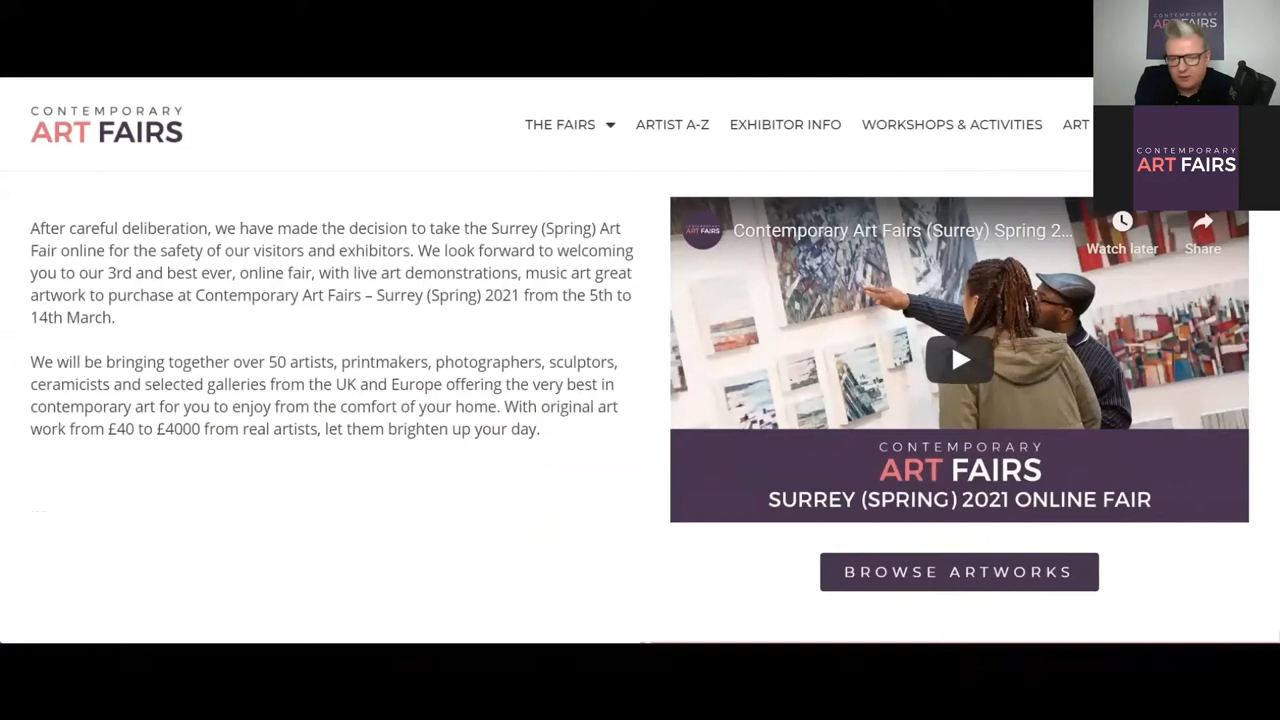 CONTEMPORARY
ART FAIRS
THE FAIRS
ARTIST A-Z
EXHIBITOR INFO
WORKSHOPS & ACTIVITIES
ART
CONTEMPORARY
ART FAIRS
CONTEMPORARY
ART FAIRS
After careful deliberation, we have made the decision to take the Surrey (Spring) Art
Fair online for the safety of our visitors and exhibitors. We look forward to welcoming
you to our 3rd and best ever, online fair, with live art demonstrations, music art great
artwork to purchase at Contemporary Art Fairs – Surrey (Spring) 2021 from the 5th to
14th March.
We will be bringing together over 50 artists, printmakers, photographers, sculptors,
ceramicists and selected galleries from the UK and Europe offering the very best in
contemporary art for you to enjoy from the comfort of your home. With original art
work from £40 to £4000 from real artists, let them brighten up your day.
ART FAIRS
Contemporary Art Fairs (Surrey) Spring 2...
Watch later
Share
CONTEMPORARY
ART FAIRS
SURREY (SPRING) 2021 ONLINE FAIR
BROWSE ARTWORKS